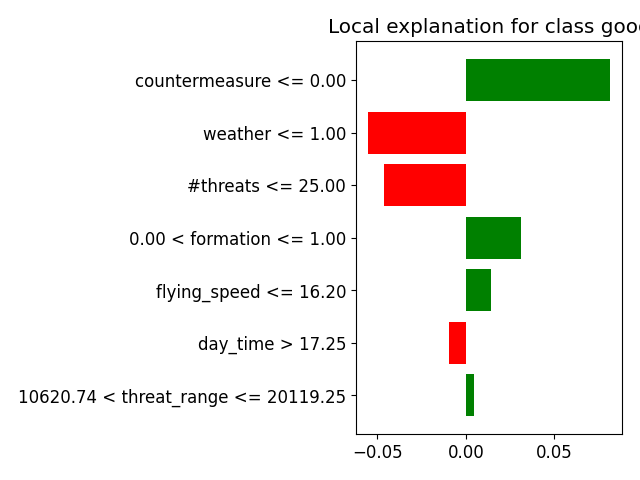 Local explanation for class goo
countermeasure <= 0.00
weather <= 1.00
#threats <= 25.00
0.00 < formation <= 1.00
flying_speed <= 16.20
day_time > 17.25
10620.74 < threat_range <= 20119.25
−0.05 0.00 0.05